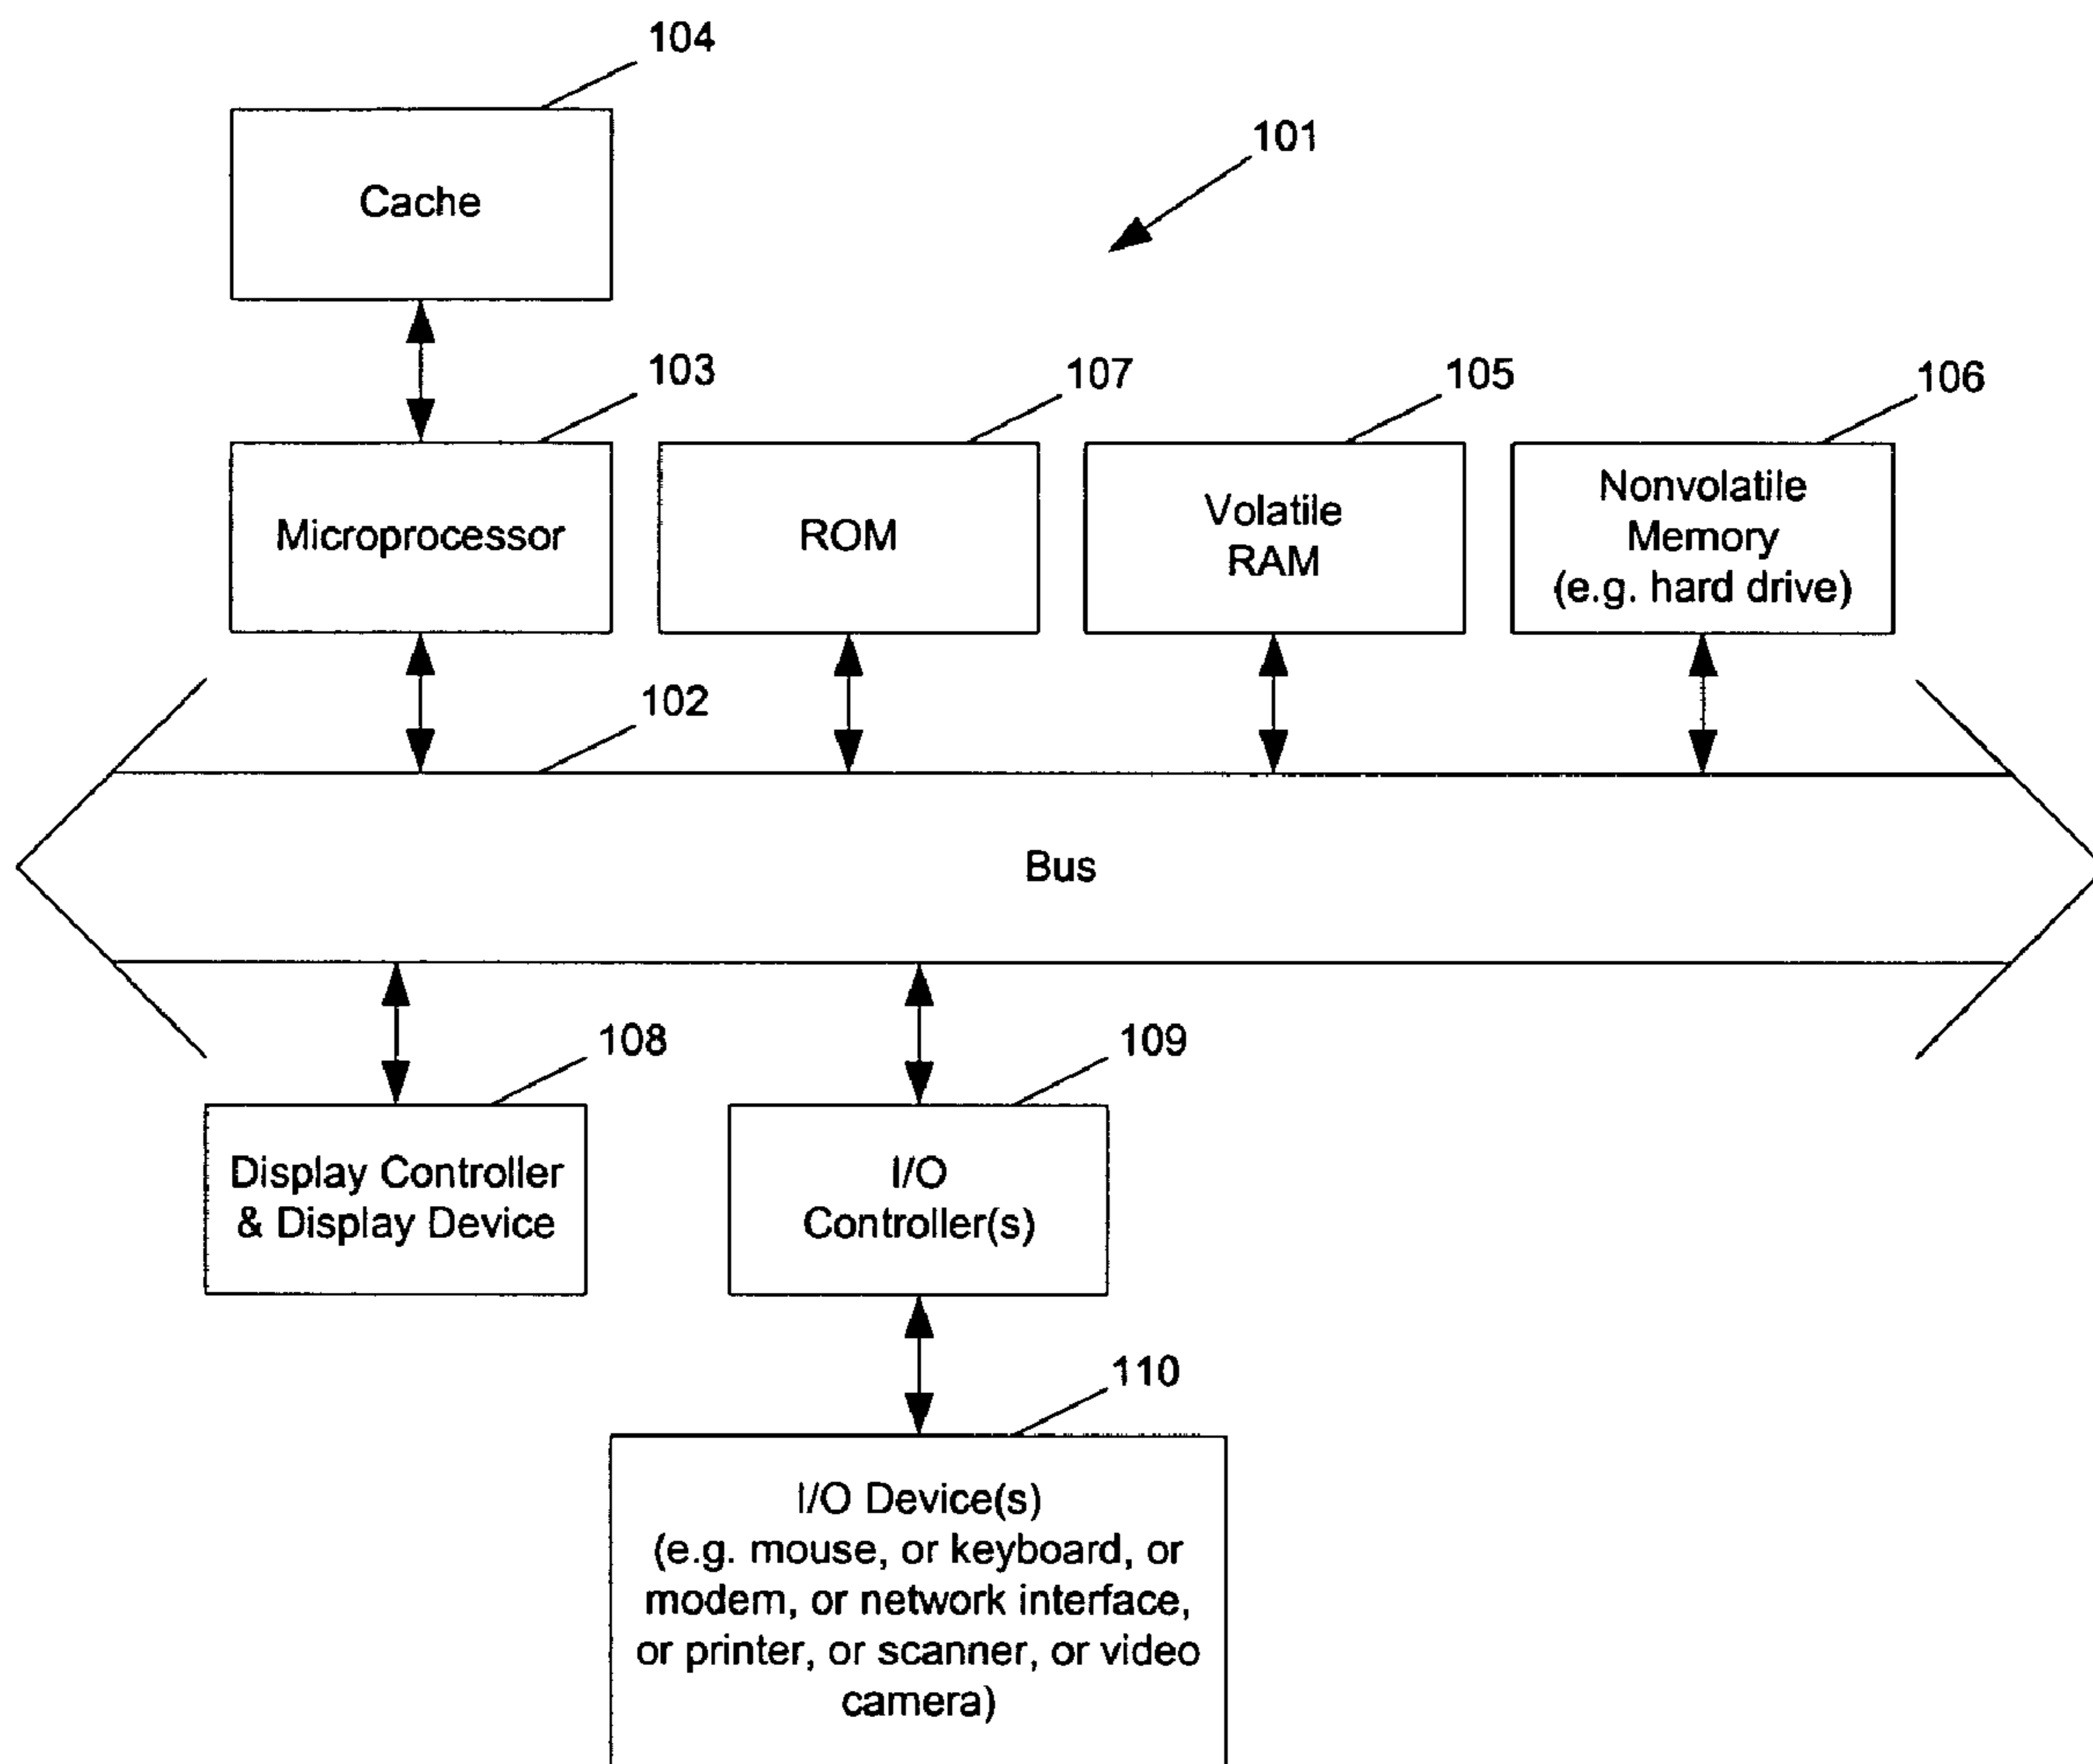 104
101
Cache
103
107
105
106
Microprocessor
ROM
Volatile
RAM
Nonvolatile
Memory
(e.g. hard drive)
102
Bus
108
109
Display Controller
& Display Device
I/O
Controller(s)
110
I/O Device(s)
(e.g. mouse, or keyboard, or
modem, or network interface,
or printer, or scanner, or video
camera)